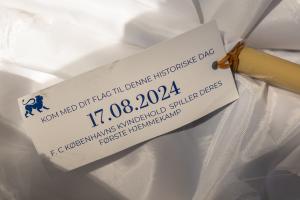 KOM MED DIT FLAG TIL DENNE HISTORISKE DAG
17.08.2024
F.C KØBENHAVNS KVINDEHOLD SPILLER DERES
FØRSTE HJEMMEKAMP